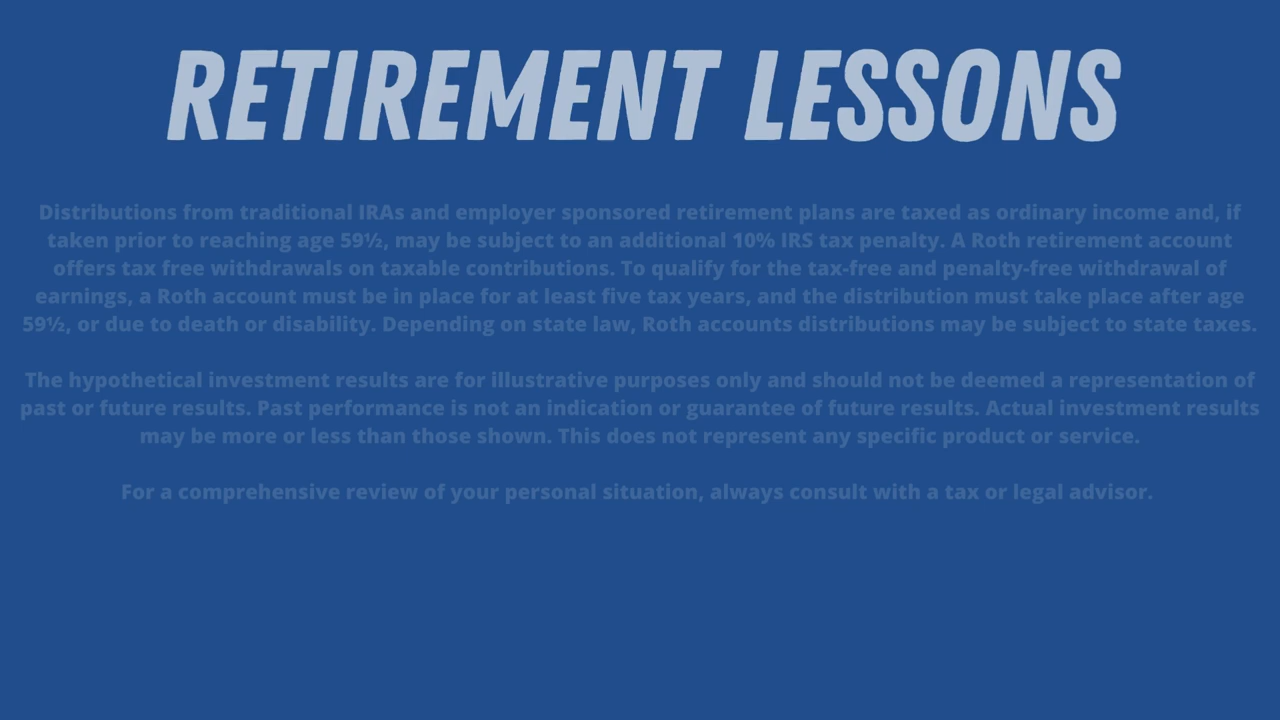 RETIREMENT LESSONS
Distributions from traditional IRAs and employer sponsored retirement plans are taxed as ordinary income and, if
taken prior to reaching age 59½, may be subject to an additional 10% IRS tax penalty. A Roth retirement account
offers tax free withdrawals on taxable contributions. To qualify for the tax-free and penalty-free withdrawal of
earnings, a Roth account must be in place for at least five tax years, and the distribution must take place after age
59½, or due to death or disability. Depending on state law, Roth accounts distributions may be subject to state taxes.
The hypothetical investment results are for illustrative purposes only and should not be deemed a representation of
past or future results. Past performance is not an indication or guarantee of future results. Actual investment results
may be more or less than those shown. This does not represent any specific product or service.
For a comprehensive review of your personal situation, always consult with a tax or legal advisor.